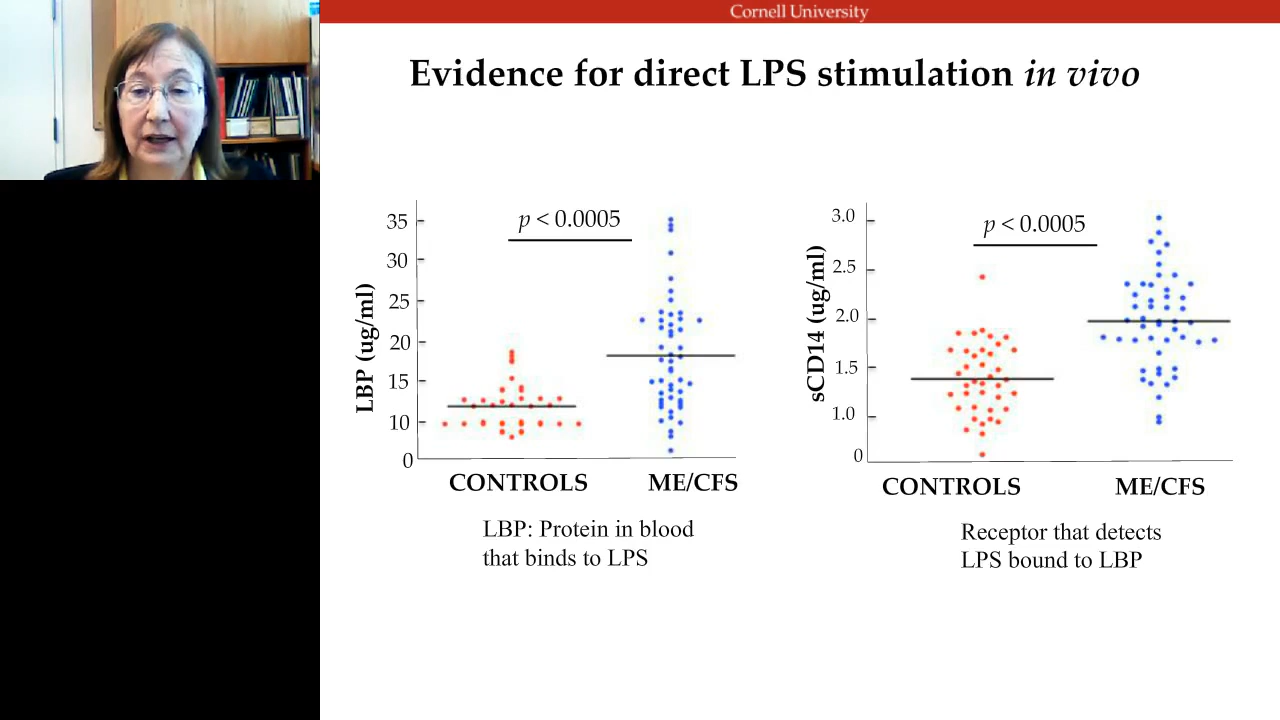 Cornell University
Evidence for direct LPS stimulation in vivo
LBP (ug/ml)
35
30
25
20
15
10
0
p < 0.0005
CONTROLS
ME/CFS
LBP: Protein in blood
that binds to LPS
sCD14 (ug/ml)
3.0
2.5
2.0
1.5
1.0
0
p < 0.0005
CONTROLS
ME/CFS
Receptor that detects
LPS bound to LBP